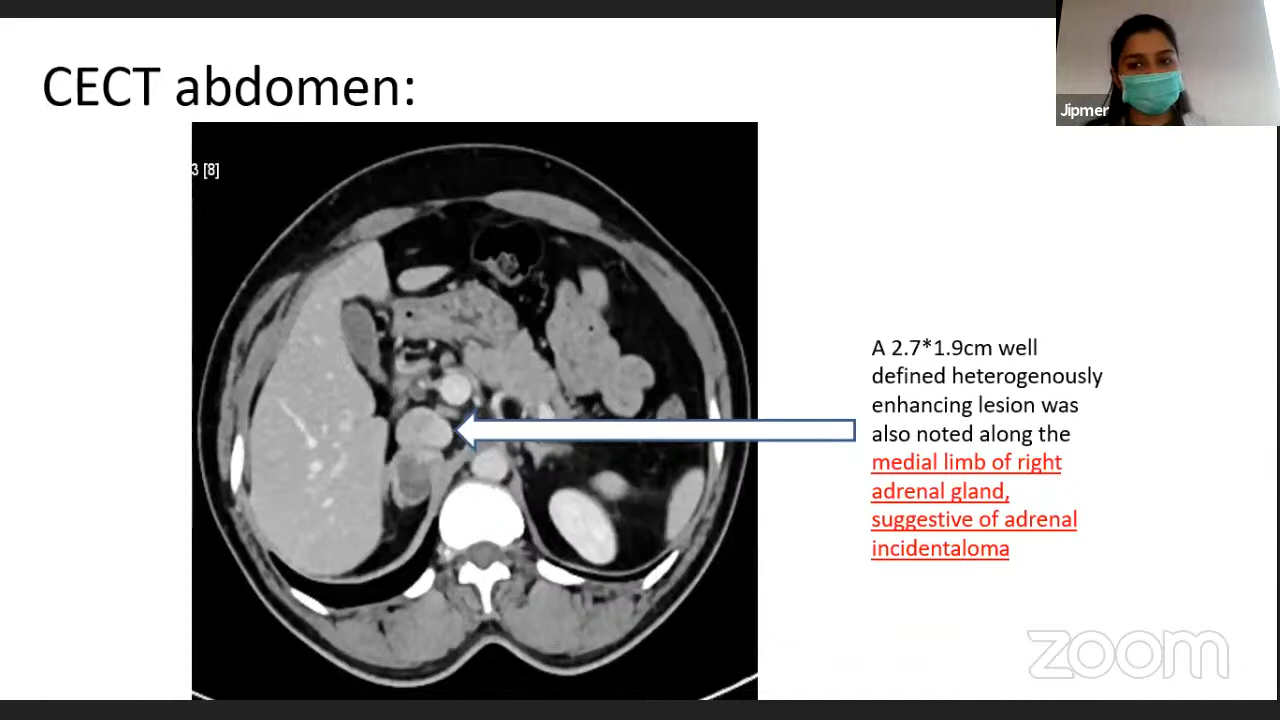 CECT abdomen:
Jipmer
3 [8]
A 2.7*1.9cm well
defined heterogenously
enhancing lesion was
also noted along the
medial limb of right
adrenal gland,
suggestive of adrenal
incidentaloma
zoom